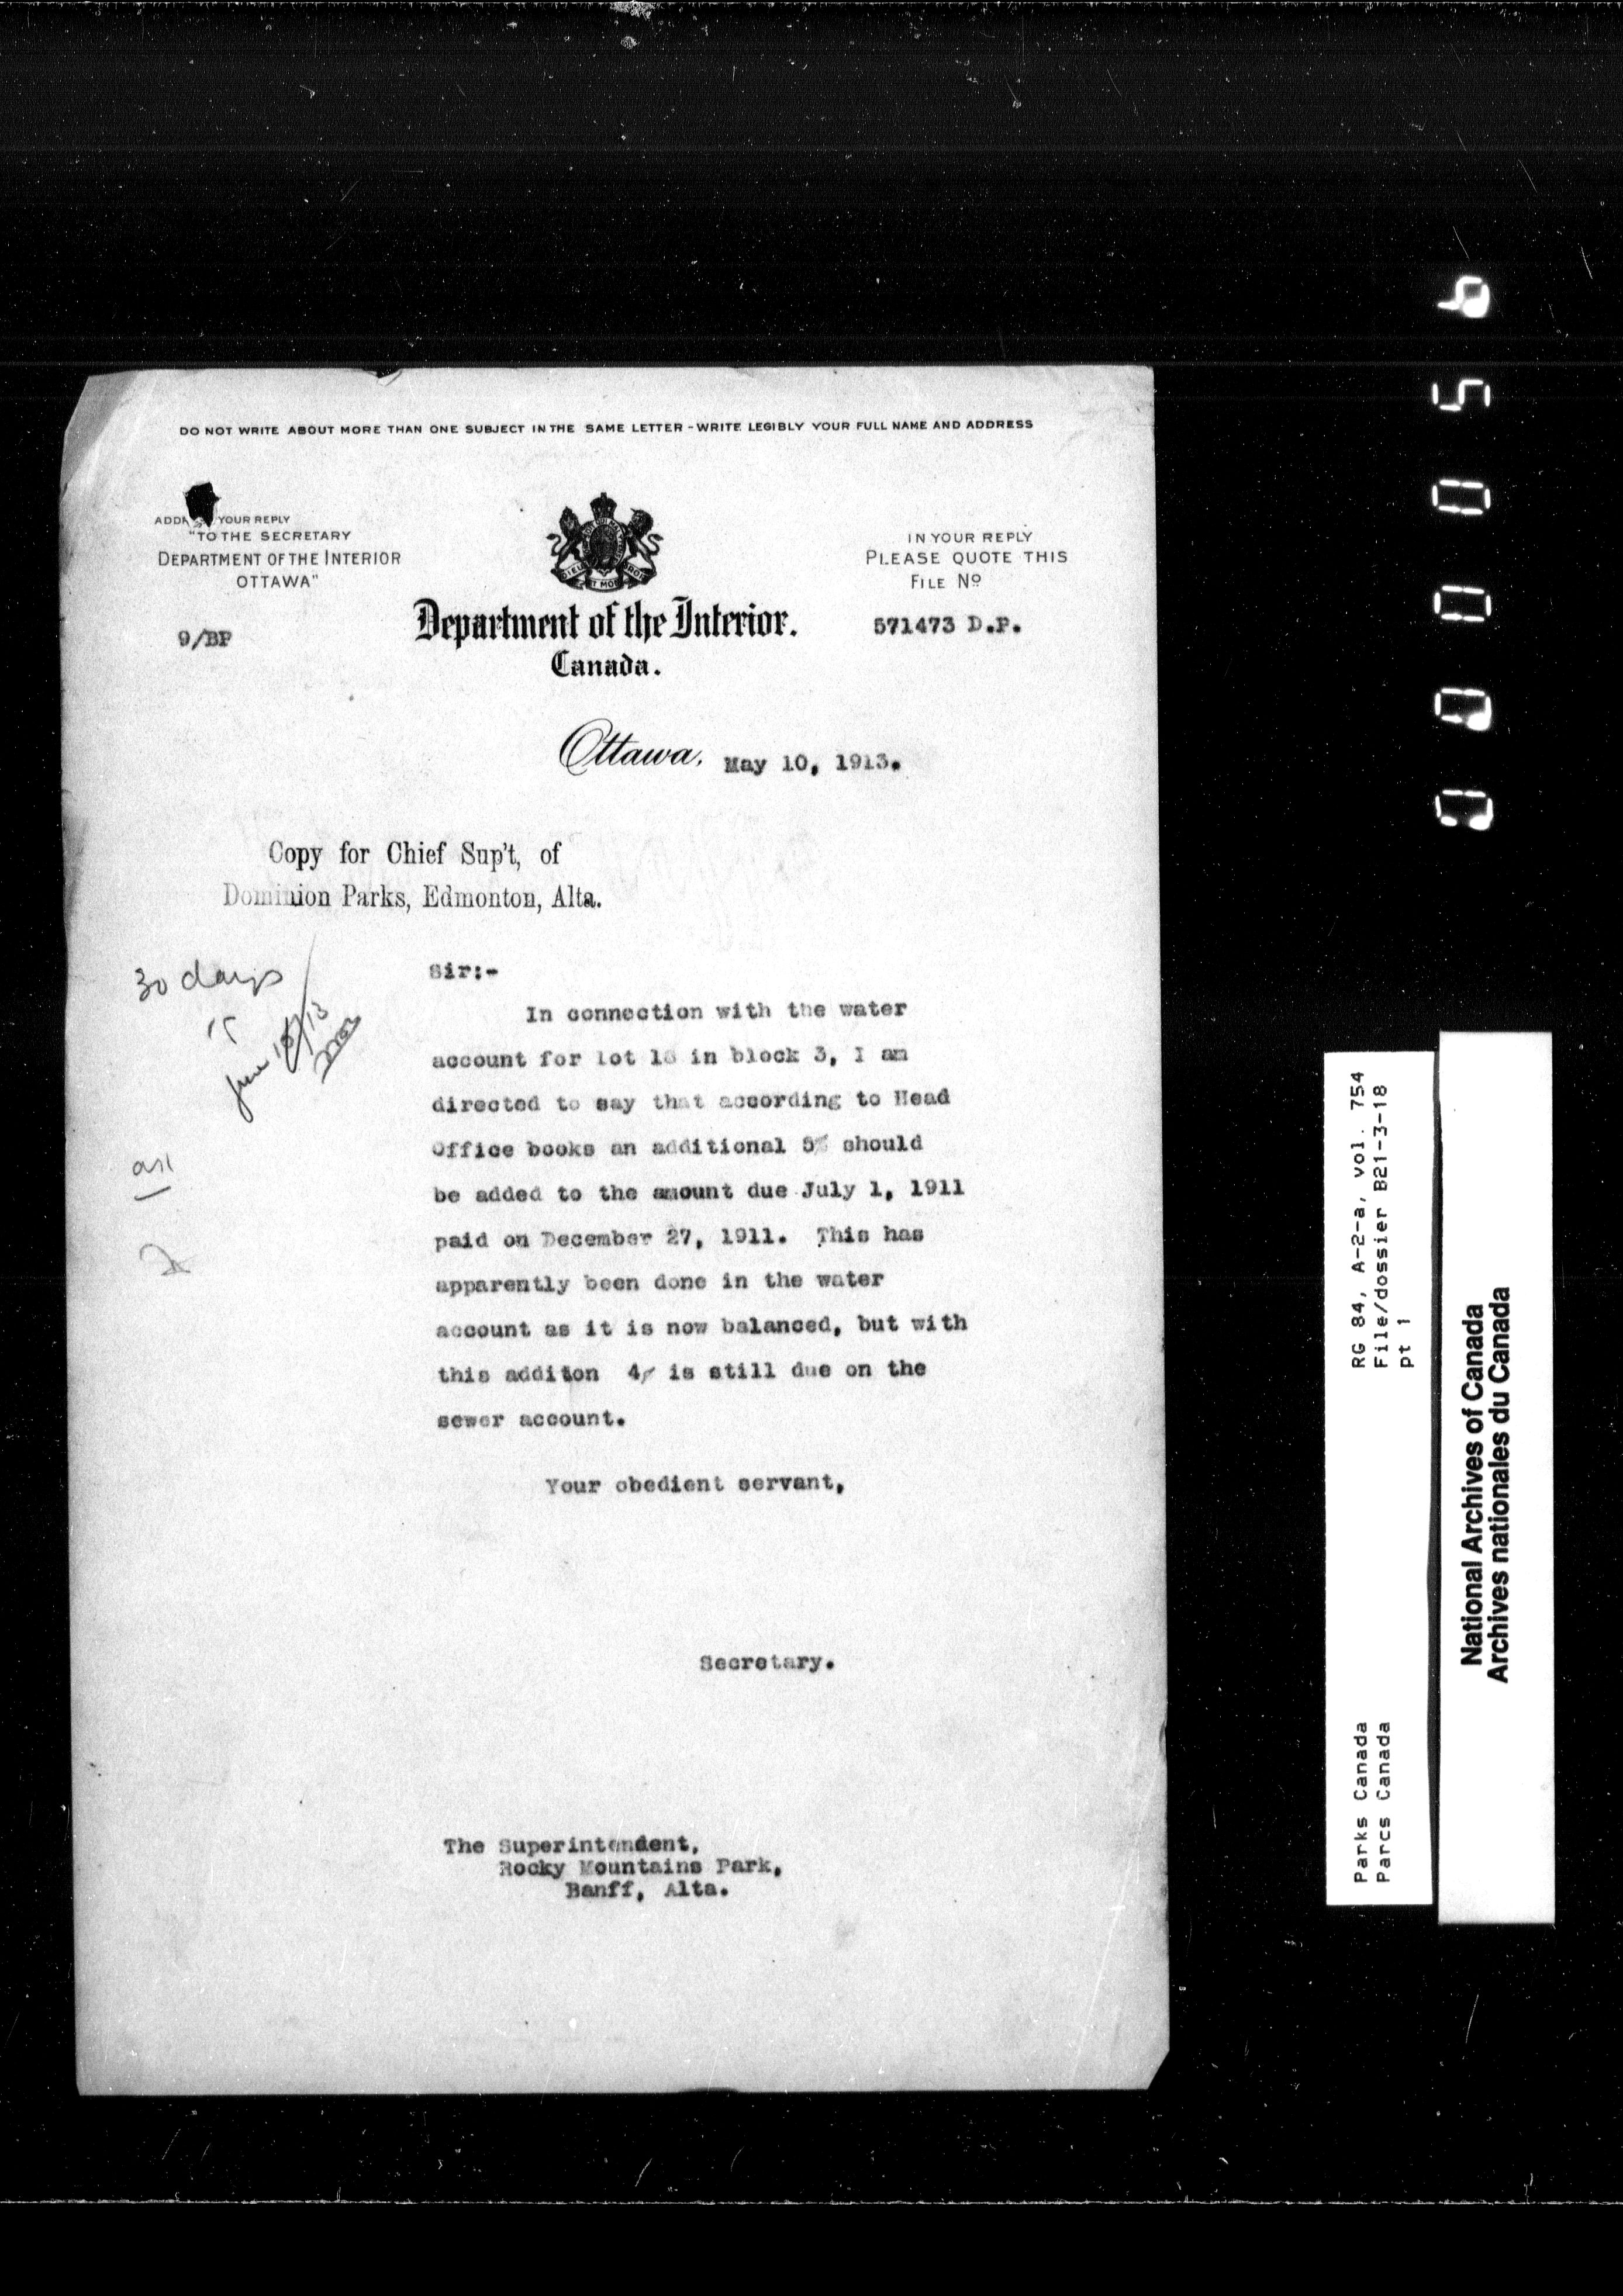 DO NOT WRITE ABOUT MORE THAN ONE SUBJECT IN THE SAME LETTER - WRITE LEGIBLY YOUR FULL NAME AND ADDRESS
YOUR REPLY
"TO THE SECRETARY
DEPARTMENT OF THE INTERIOR
OTTAWA"
9/BP
Department of the Interior.
Canada.
IN YOUR REPLY
PLEASE QUOTE THIS
FILE Nº
571473 D.P.
Ottawa, May 10, 1913.
Copy for Chief Sup't, of
Dominion Parks, Edmonton, Alta.
30 days
Sir:-
In connection with the water
account for lot in block 3, I am
directed to say that according to Head
Office books an additional should
be added to the amount due July 1, 1911
paid on December 27, 1911. This has
apparently been done in the water
account as it is now balanced, but with
this additon is still due on the
sewer account.
Your obedient servant,
Secretary.
The Superintendent,
Rocky Mountains Park,
Banff, Alta.
RG 84, A-2-a, vol. 754
File/dossier B21-3-18
pt 1
Parks Canada
Parcs Canada
National Archives of Canada
Archives nationales du Canada